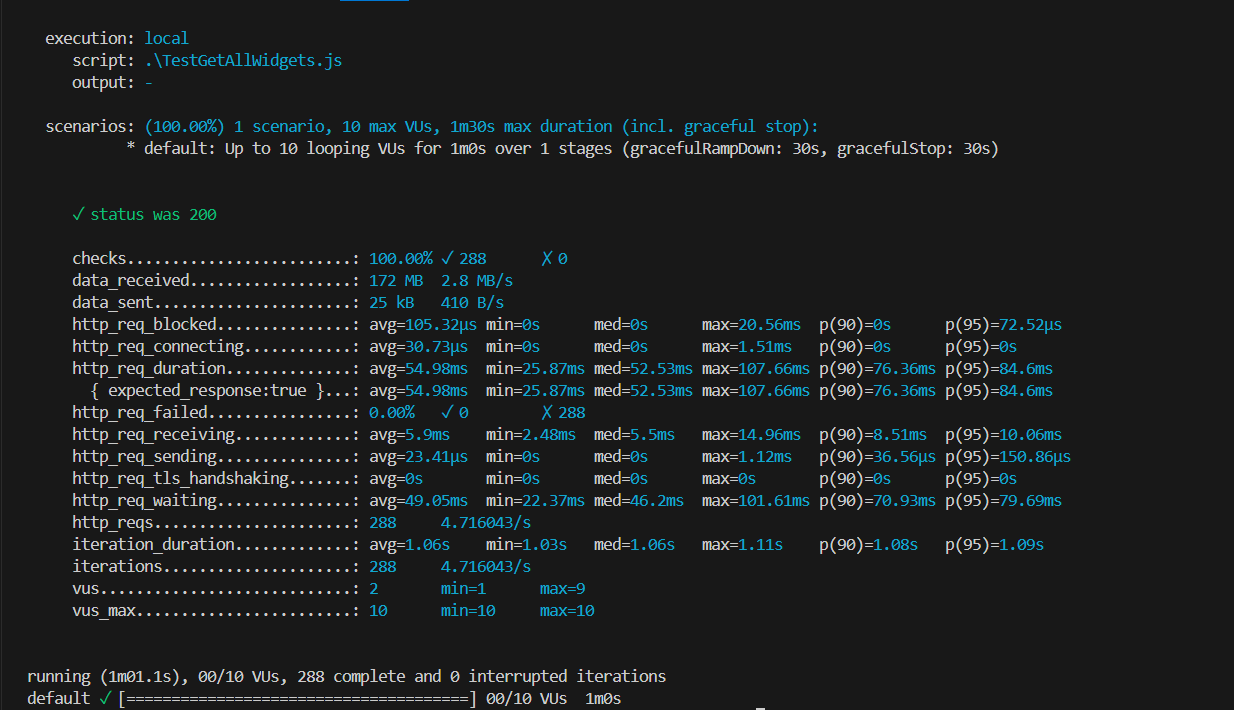 execution: local
script: .\TestGetAllWidgets.js
output: -
scenarios: (100.00%) 1 scenario, 10 max VUs, 1m30s max duration (incl. graceful stop):
* default: Up to 10 looping VUs for 1m0s over 1 stages (gracefulRampDown: 30s, gracefulStop: 30s)
✓ status was 200
checks.........................: 100.00% ✓ 288 ✗ 0
data_received..................: 172 MB 2.8 MB/s
data_sent......................: 25 kB 410 B/s
http_req_blocked...............: avg=105.32µs min=0s med=0s max=20.56ms p(90)=0s p(95)=72.52µs
http_req_connecting............: avg=30.73µs min=0s med=0s max=1.51ms p(90)=0s p(95)=0s
http_req_duration..............: avg=54.98ms min=25.87ms med=52.53ms max=107.66ms p(90)=76.36ms p(95)=84.6ms
{ expected_response:true }...: avg=54.98ms min=25.87ms med=52.53ms max=107.66ms p(90)=76.36ms p(95)=84.6ms
http_req_failed................: 0.00% ✓ 0 ✗ 288
http_req_receiving.............: avg=5.9ms min=2.48ms med=5.5ms max=14.96ms p(90)=8.51ms p(95)=10.06ms
http_req_sending...............: avg=23.41µs min=0s med=0s max=1.12ms p(90)=36.56µs p(95)=150.86µs
http_req_tls_handshaking.......: avg=0s min=0s med=0s max=0s p(90)=0s p(95)=0s
http_req_waiting...............: avg=49.05ms min=22.37ms med=46.2ms max=101.61ms p(90)=70.93ms p(95)=79.69ms
http_reqs......................: 288 4.716043/s
iteration_duration.............: avg=1.06s min=1.03s med=1.06s max=1.11s p(90)=1.08s p(95)=1.09s
iterations.....................: 288 4.716043/s
vus............................: 2 min=1 max=9
vus_max........................: 10 min=10 max=10
running (1m01.1s), 00/10 VUs, 288 complete and 0 interrupted iterations
default ✓ [======================================] 00/10 VUs 1m0s